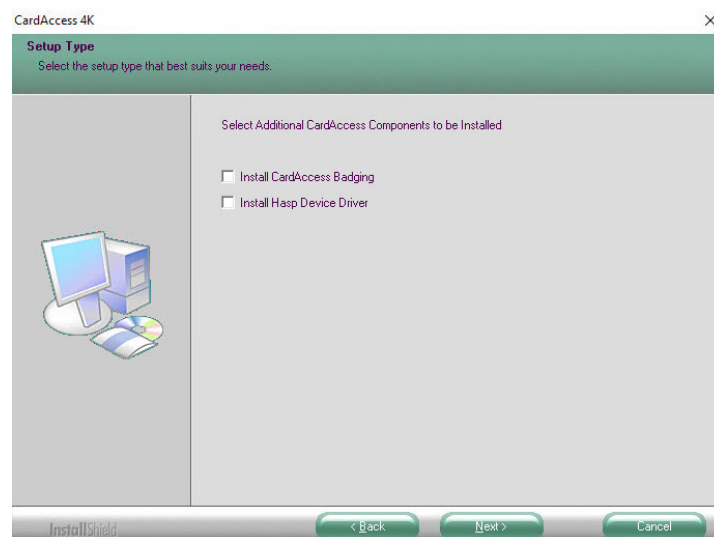 CardAccess 4K
Setup Type
Select the setup type that best suits your needs.
Select Additional CardAccess Components to be Installed
Install CardAccess Badging
Install Hasp Device Driver
InstallShield
< Back
Next >
Cancel